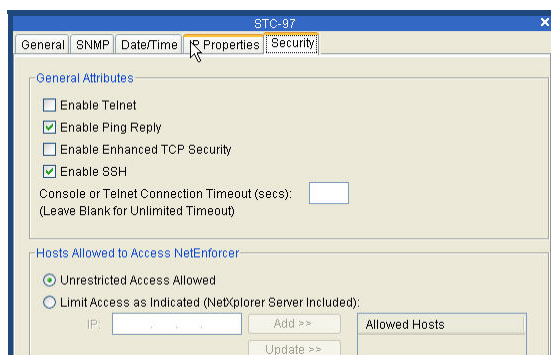 STC-97
General SNMP Date/Time IP Properties Security
General Attributes
Enable Telnet
Enable Ping Reply
Enable Enhanced TCP Security
Enable SSH
Console or Telnet Connection Timeout (secs):
(Leave Blank for Unlimited Timeout)
Hosts Allowed to Access NetEnforcer
Unrestricted Access Allowed
Limit Access as Indicated (NetXplorer Server Included):
IP: . . . Add >> Allowed Hosts
Update >>